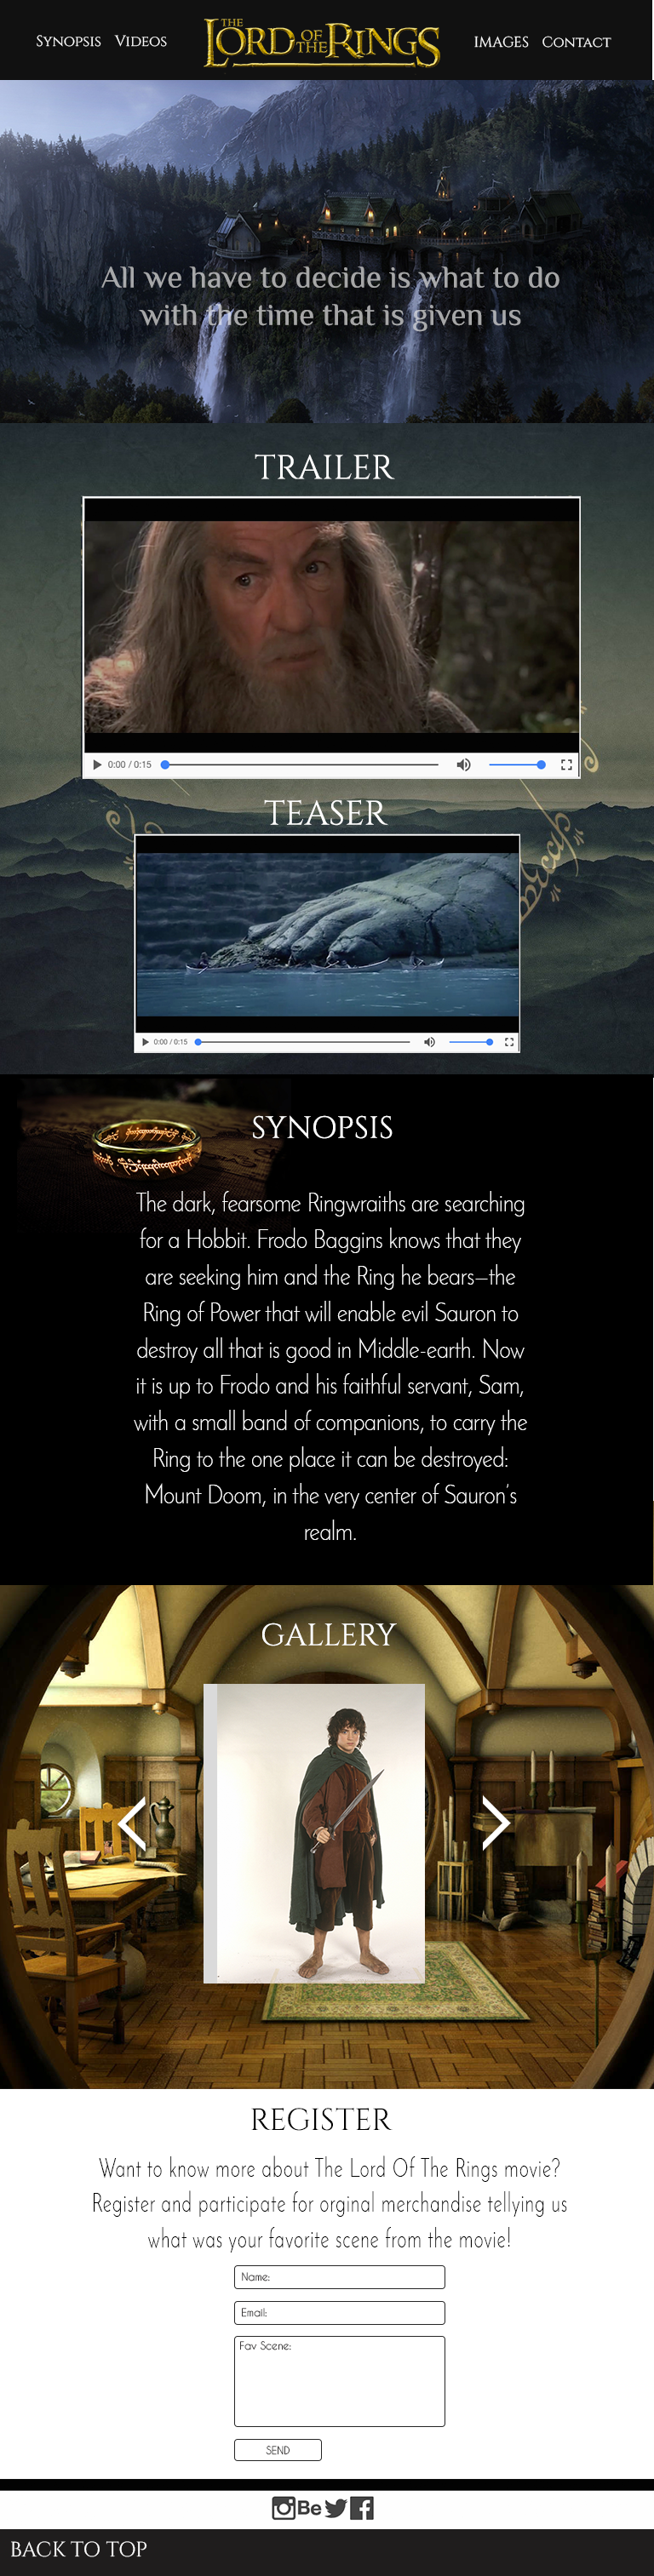 Synopsis Videos THE LORD OF THE RINGS IMAGES Contact
All we have to decide is what to do
with the time that is given us
TRAILER
0:00 / 0:15
TEASER
0:00 / 0:15
SYNOPSIS
The dark, fearsome Ringwraiths are searching
for a Hobbit. Frodo Baggins knows that they
are seeking him and the Ring he bears—the
Ring of Power that will enable evil Sauron to
destroy all that is good in Middle-earth. Now
it is up to Frodo and his faithful servant, Sam,
with a small band of companions, to carry the
Ring to the one place it can be destroyed:
Mount Doom, in the very center of Sauron's
realm.
GALLERY
REGISTER
Want to know more about The Lord Of The Rings movie?
Register and participate for orginal merchandise tellying us
what was your favorite scene from the movie!
Name:
Email:
Fav Scene:
SEND
Be
BACK TO TOP